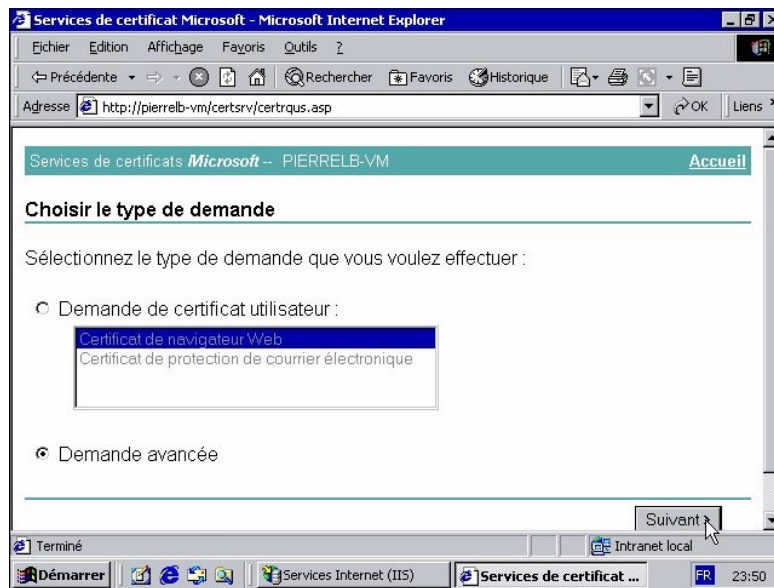 Services de certificat Microsoft - Microsoft Internet Explorer
Fichier Edition Affichage Favoris Outils ?
Précédente Rechercher Favoris Historique
Adresse http://pierrelb-vm/certsrv/certrqus.asp OK Liens »
Services de certificats Microsoft -- PIERRELB-VM Accueil
Choisir le type de demande
Sélectionnez le type de demande que vous voulez effectuer :
Demande de certificat utilisateur :
Certificat de navigateur Web
Certificat de protection de courrier électronique
Demande avancée
Suivant >
Terminé Intranet local
Démarrer Services Internet (IIS) Services de certificat ... FR 23:50